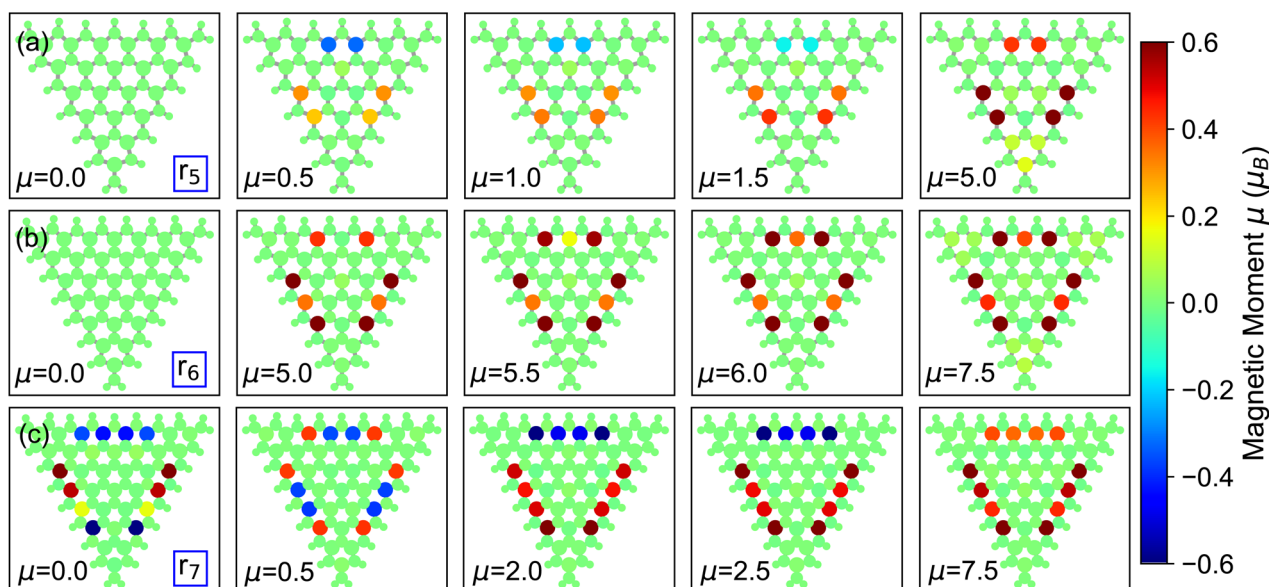 (a)
μ=0.0
r₅
μ=0.5
μ=1.0
μ=1.5
μ=5.0
(b)
μ=0.0
r₆
μ=5.0
μ=5.5
μ=6.0
μ=7.5
(c)
μ=0.0
r₇
μ=0.5
μ=2.0
μ=2.5
μ=7.5
0.6
0.4
0.2
0.0
−0.2
−0.4
−0.6
Magnetic Moment μ (μ_B)